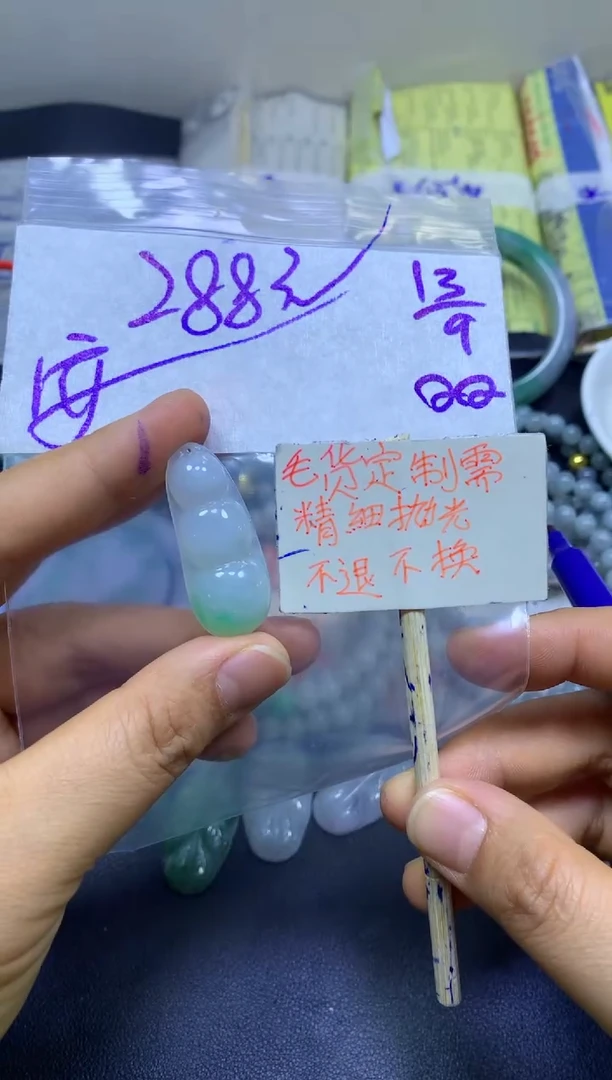 288元
13
9
毛货定制需
精细抛光
不退不换